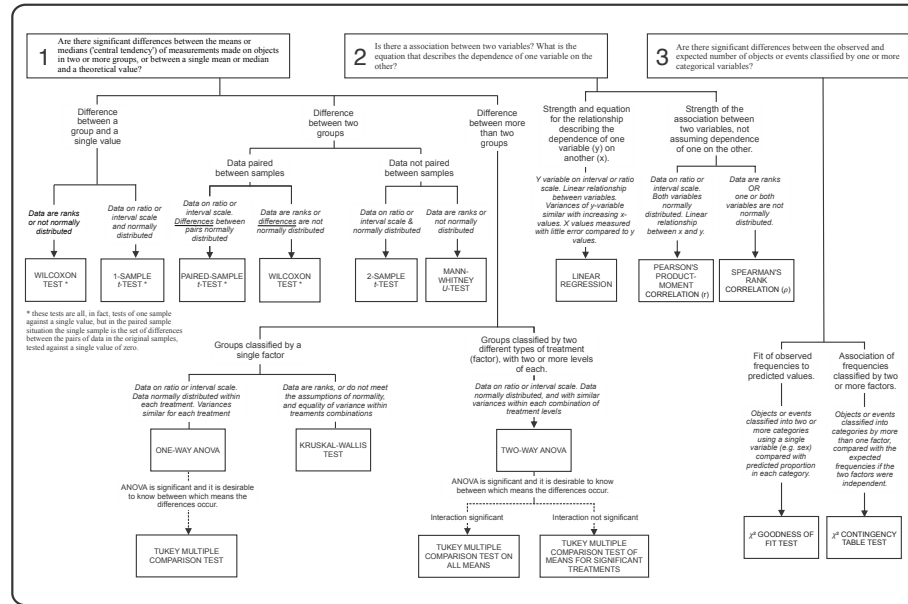 1
Are there significant differences between the means or
medians ('central tendency') of measurements made on objects
in two or more groups, or between a single mean or median
and a theoretical value?
2
Is there a association between two variables? What is the
equation that describes the dependence of one variable on the
other?
3
Are there significant differences between the observed and
expected number of objects or events classified by one or more
categorical variables?
Difference
between a
group and a
single value
Difference
between two
groups
Difference
between more
than two
groups
Strength and equation
for the relationship
describing the
dependence of one
variable (y) on
another (x).
Strength of the
association between
two variables, not
assuming dependence
of one on the other.
Data paired
between samples
Data not paired
between samples
Data are ranks
or not normally
distributed
Data on ratio or
interval scale
and normally
distributed
Data on ratio or
interval scale.
Differences between
pairs normally
distributed
Data are ranks or
differences are not
normally distributed
Data on ratio or
interval scale &
normally distributed
Data are ranks or
not normally
distributed
Y variable on interval or ratio
scale. Linear relationship
between variables.
Variances of y-variable
similar with increasing x-
values. X values measured
with little error compared to y
values.
Data on ratio or
interval scale.
Both variables
normally
distributed. Linear
relationship
between x and y.
Data are ranks
OR
one or both
variables are not
normally
distributed.
WILCOXON
TEST *
1-SAMPLE
t-TEST *
PAIRED-SAMPLE
t-TEST *
WILCOXON
TEST *
2-SAMPLE
t-TEST
MANN-
WHITNEY
U-TEST
LINEAR
REGRESSION
PEARSON'S
PRODUCT-
MOMENT
CORRELATION (r)
SPEARMAN'S
RANK
CORRELATION (ρ)
* these tests are all, in fact, tests of one sample
against a single value, but in the paired sample
situation the single sample is the set of differences
between the pairs of data in the original samples,
tested against a single value of zero.
Groups classified by a
single factor
Groups classified by two
different types of treatment
(factor), with two or more levels
of each.
Fit of observed
frequencies to
predicted values.
Association of
frequencies
classified by two
or more factors.
Data on ratio or interval scale.
Data normally distributed within
each treatment. Variances
similar for each treatment
Data are ranks, or do not meet
the assumptions of normality,
and equality of variance within
treaments combinations
Data on ratio or interval scale. Data
normally distributed, and with similar
variances within each combination of
treatment levels
Objects or events
classified into two or
more categories
using a single
variable (e.g. sex)
compared with
predicted proportion
in each category.
Objects or events
classified into
categories by more
than one factor,
compared with the
expected
frequencies if the
two factors were
independent.
ONE-WAY ANOVA
KRUSKAL-WALLIS
TEST
TWO-WAY ANOVA
ANOVA is significant and it is desirable
to know between which means the
differences occur.
ANOVA is significant and it is desirable to know
between which means the differences occur.
Interaction significant
Interaction not significant
TUKEY MULTIPLE
COMPARISON TEST
TUKEY MULTIPLE
COMPARISON TEST ON
ALL MEANS
TUKEY MULTIPLE
COMPARISON TEST OF
MEANS FOR SIGNIFICANT
TREATMENTS
χ² GOODNESS OF
FIT TEST
χ² CONTINGENCY
TABLE TEST